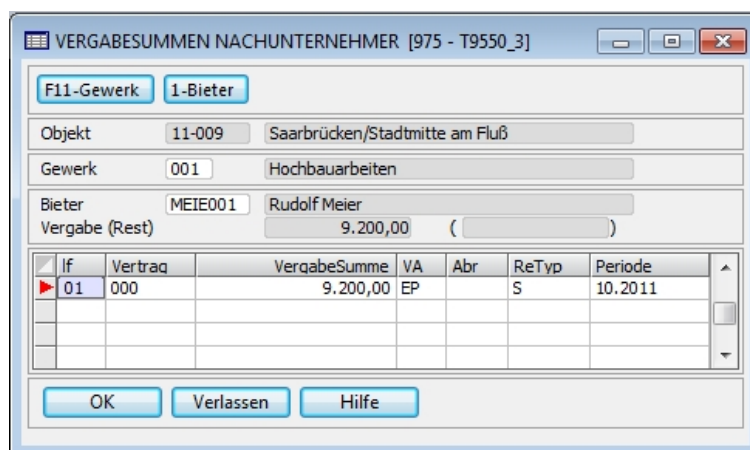 VERGABESUMMEN NACHUNTERNEHMER [975 - T9550_3]
F11-Gewerk 1-Bieter
Objekt 11-009 Saarbrücken/Stadtmitte am Fluß
Gewerk 001 Hochbauarbeiten
Bieter MEIE001 Rudolf Meier
Vergabe (Rest) 9.200,00 ( )
lf Vertrag VergabeSumme VA Abr ReTyp Periode
01 000 9.200,00 EP S 10.2011
OK Verlassen Hilfe